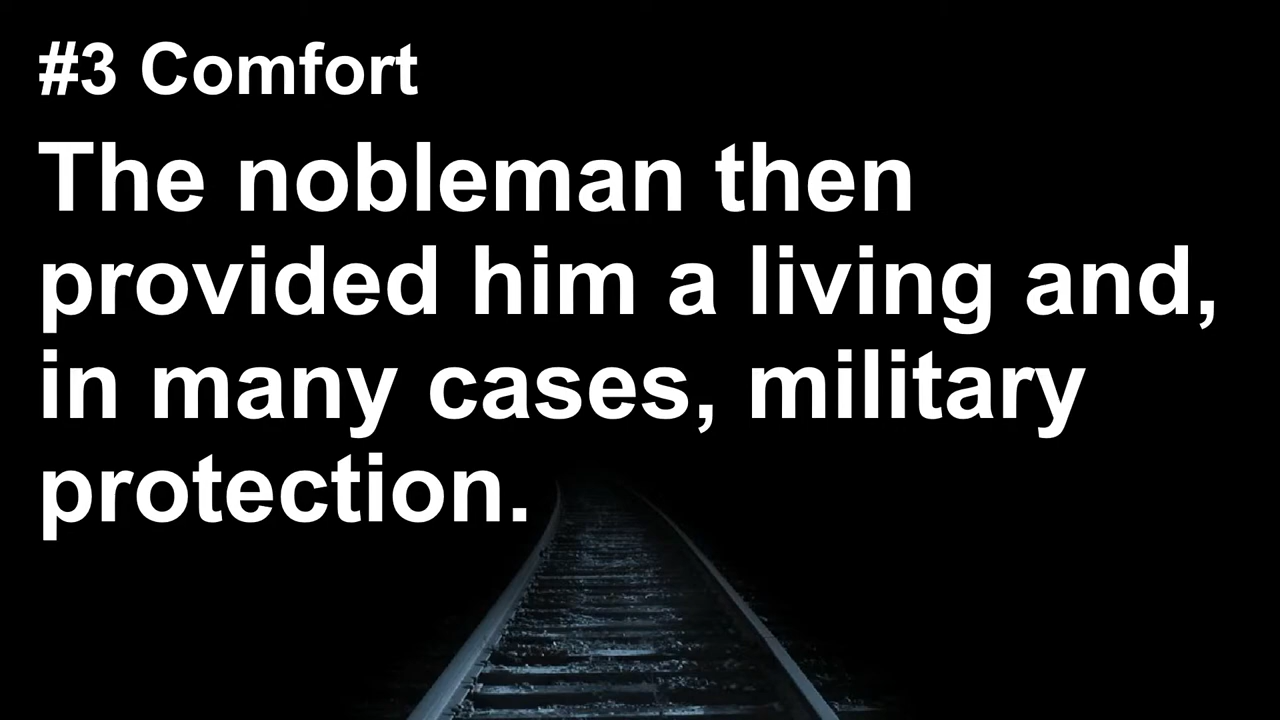 #3 Comfort
The nobleman then
provided him a living and,
in many cases, military
protection.